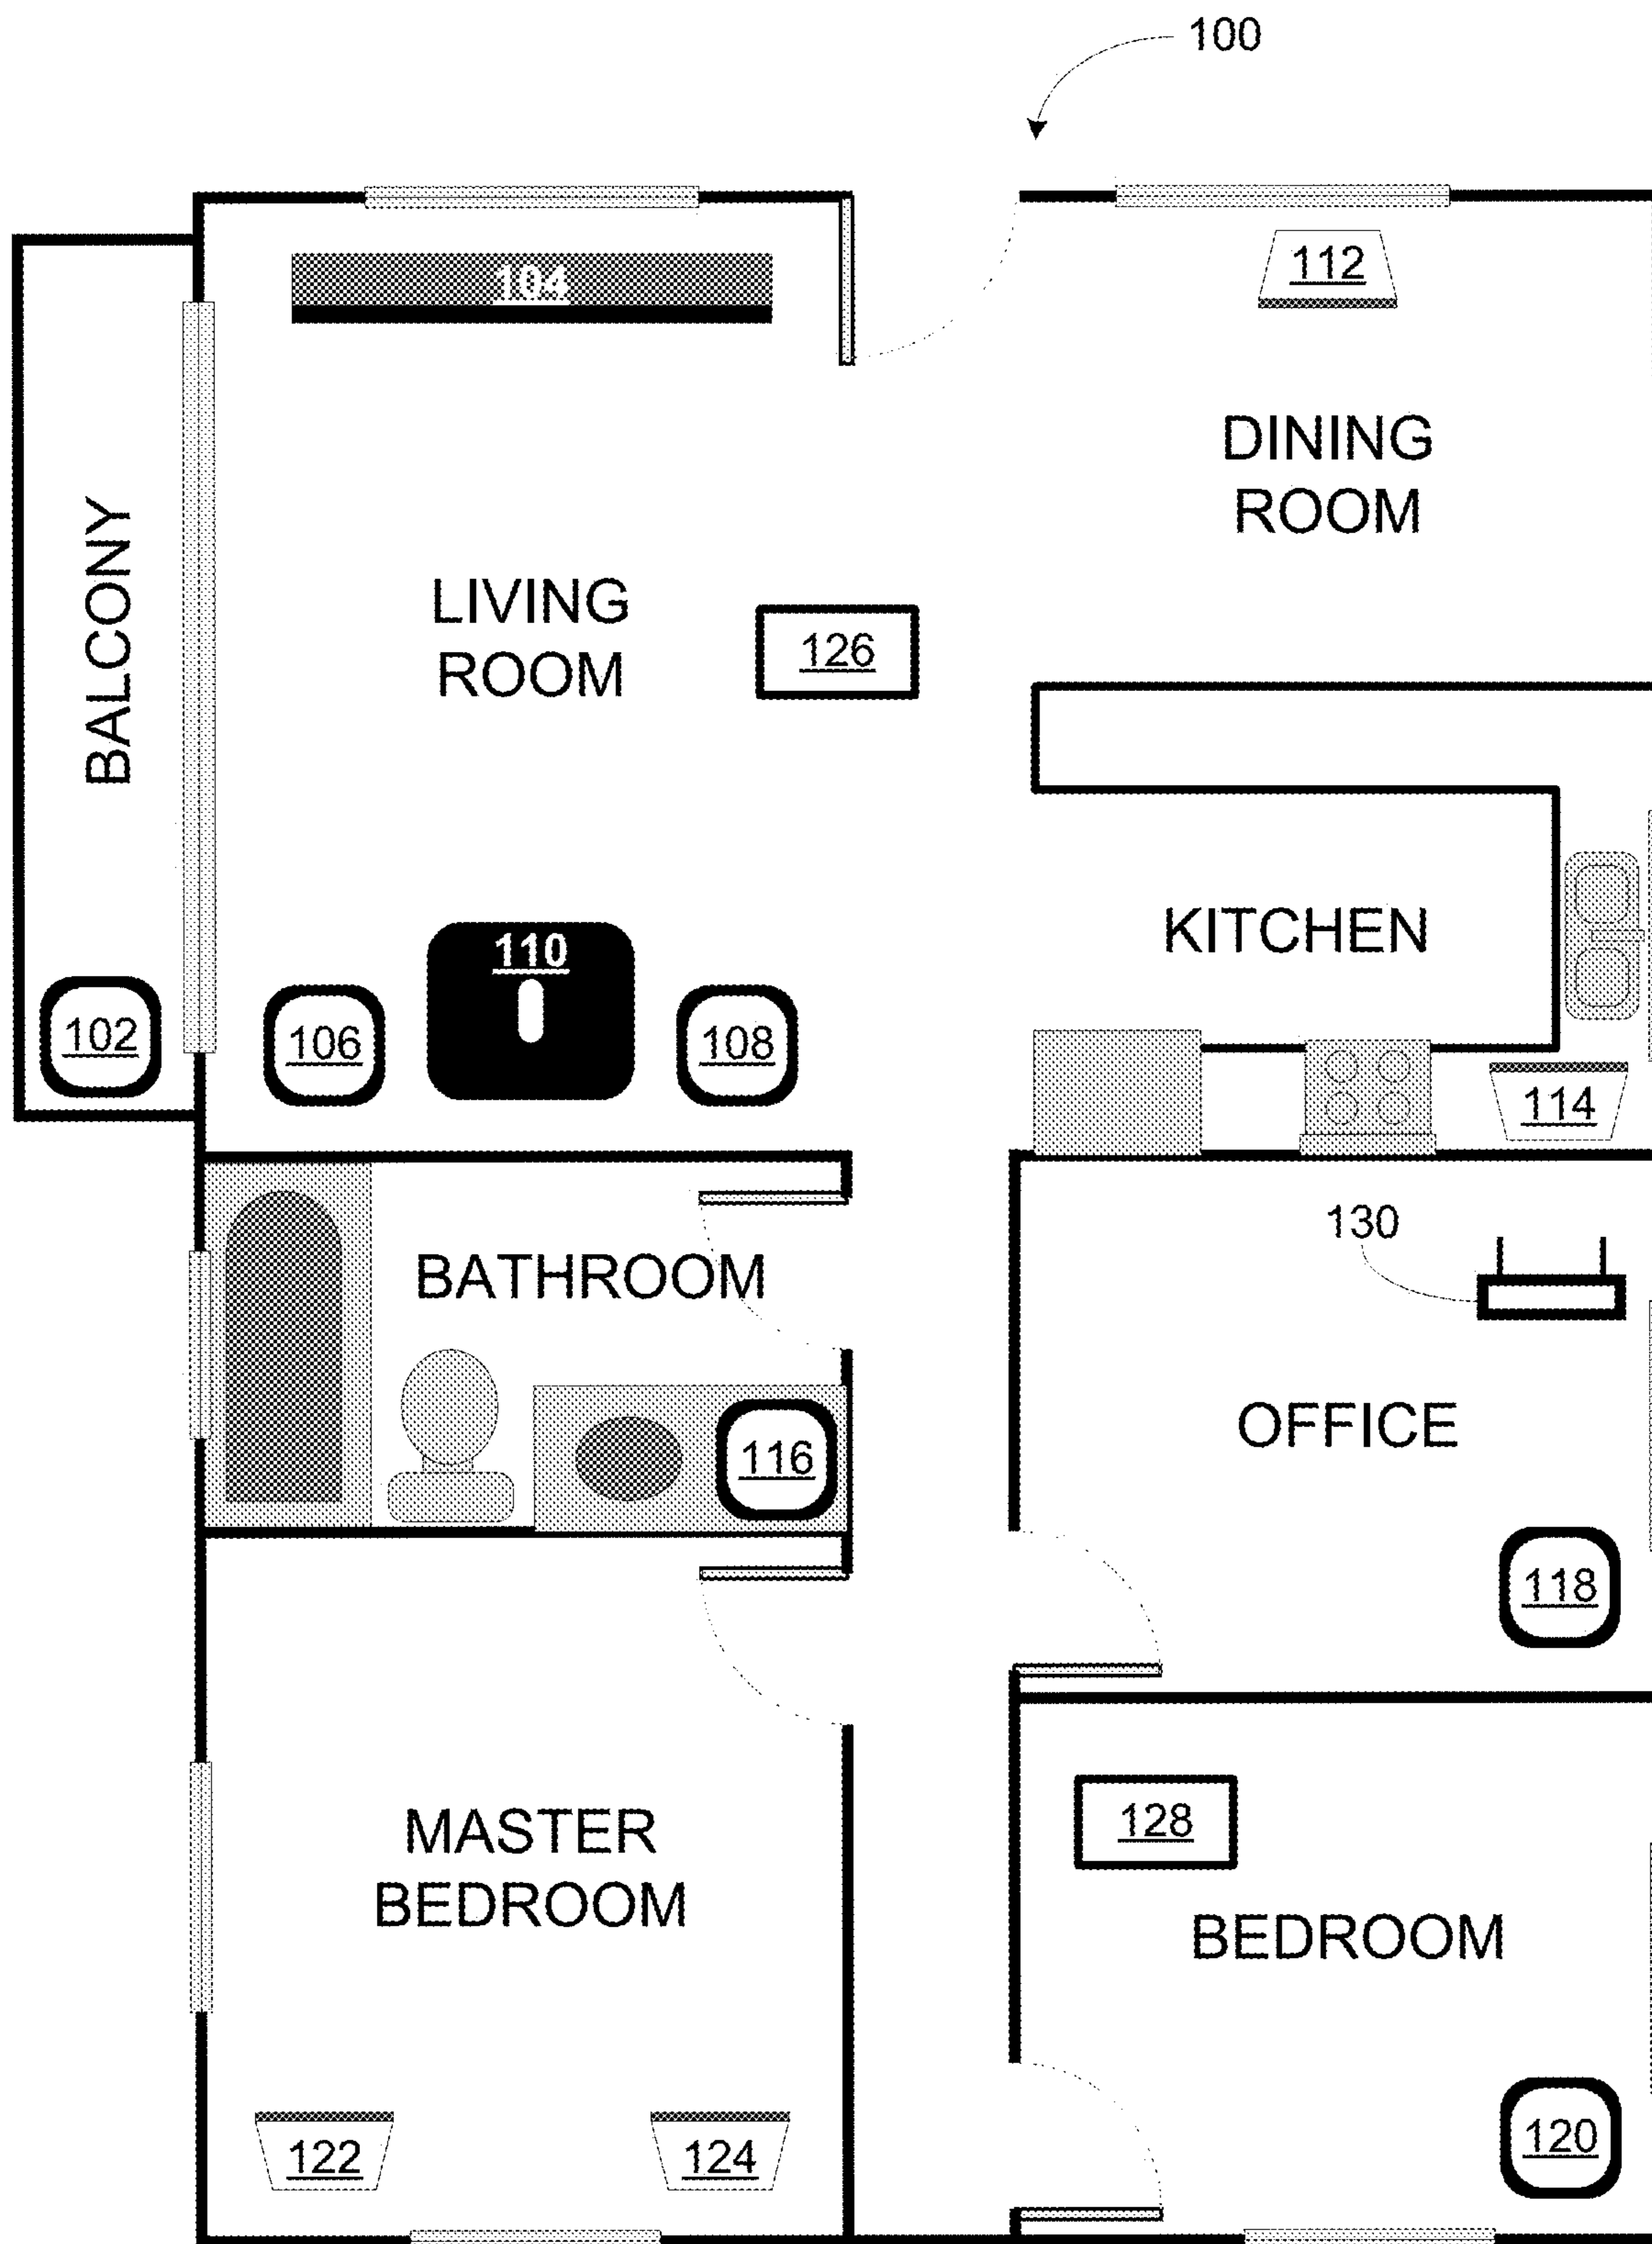 100
104
112
DINING
ROOM
BALCONY
LIVING
ROOM
126
KITCHEN
110
102
106
108
114
BATHROOM
130
OFFICE
116
118
MASTER
BEDROOM
128
BEDROOM
122
124
120